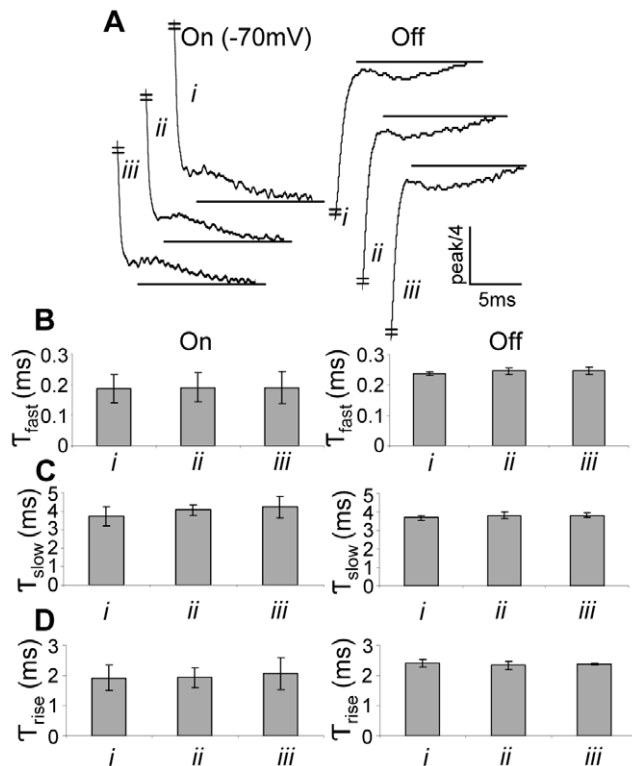 A
On (-70mV) Off
i
ii
iii
i
ii
iii
peak/4
5ms
B
On Off
τfast (ms)
0.3
0.2
0.1
0
i ii iii
τfast (ms)
0.3
0.2
0.1
0
i ii iii
C
τslow (ms)
5
4
3
2
1
0
i ii iii
τslow (ms)
5
4
3
2
1
0
i ii iii
D
τrise (ms)
3
2
1
0
i ii iii
τrise (ms)
3
2
1
0
i ii iii